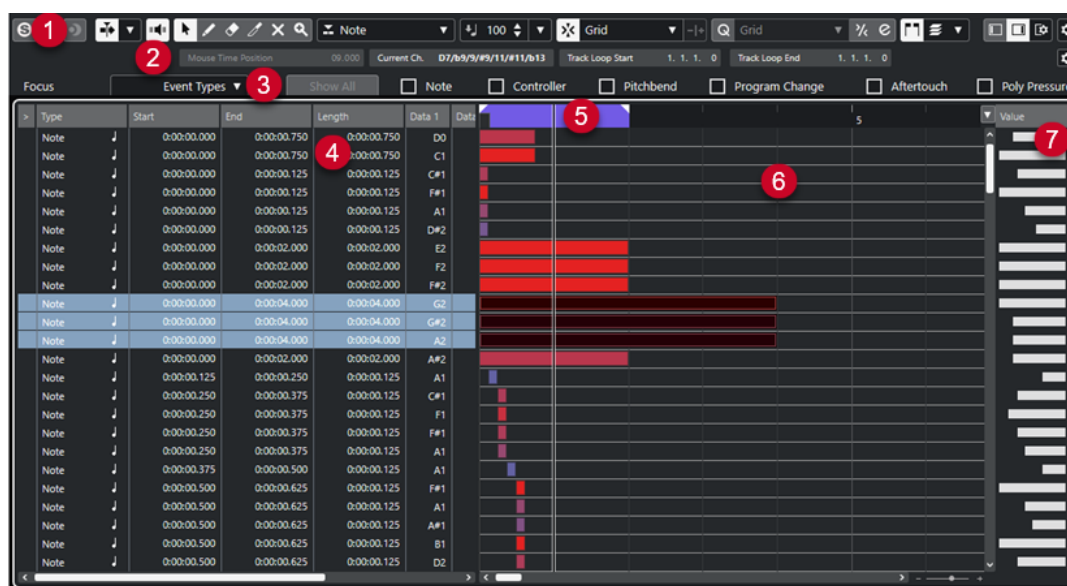 S 1 Note 100 Grid Q Grid
2 Mouse Time Position 09.000 Current Ch. D7/b9/9/#9/11/#11/b13 Track Loop Start 1. 1. 1. 0 Track Loop End 1. 1. 1. 0
Focus Event Types 3 Show All Note Controller Pitchbend Program Change Aftertouch Poly Pressure
> Type Start End Length Data 1 Data 5 5 Value
Note 0:00:00.000 0:00:00.750 0:00:00.750 D0 7
Note 0:00:00.000 0:00:00.750 4 0:00:00.750 C1
Note 0:00:00.000 0:00:00.125 0:00:00.125 C#1 6
Note 0:00:00.000 0:00:00.125 0:00:00.125 F#1
Note 0:00:00.000 0:00:00.125 0:00:00.125 A1
Note 0:00:00.000 0:00:00.125 0:00:00.125 D#2
Note 0:00:00.000 0:00:02.000 0:00:02.000 E2
Note 0:00:00.000 0:00:02.000 0:00:02.000 F2
Note 0:00:00.000 0:00:02.000 0:00:02.000 F#2
Note 0:00:00.000 0:00:04.000 0:00:04.000 G2
Note 0:00:00.000 0:00:04.000 0:00:04.000 G#2
Note 0:00:00.000 0:00:04.000 0:00:04.000 A2
Note 0:00:00.000 0:00:02.000 0:00:02.000 A#2
Note 0:00:00.125 0:00:00.250 0:00:00.125 A1
Note 0:00:00.250 0:00:00.375 0:00:00.125 C#1
Note 0:00:00.250 0:00:00.375 0:00:00.125 F1
Note 0:00:00.250 0:00:00.375 0:00:00.125 F#1
Note 0:00:00.250 0:00:00.375 0:00:00.125 A1
Note 0:00:00.375 0:00:00.500 0:00:00.125 A1
Note 0:00:00.500 0:00:00.625 0:00:00.125 F#1
Note 0:00:00.500 0:00:00.625 0:00:00.125 A1
Note 0:00:00.500 0:00:00.625 0:00:00.125 A#1
Note 0:00:00.500 0:00:00.625 0:00:00.125 B1
Note 0:00:00.500 0:00:00.625 0:00:00.125 D2